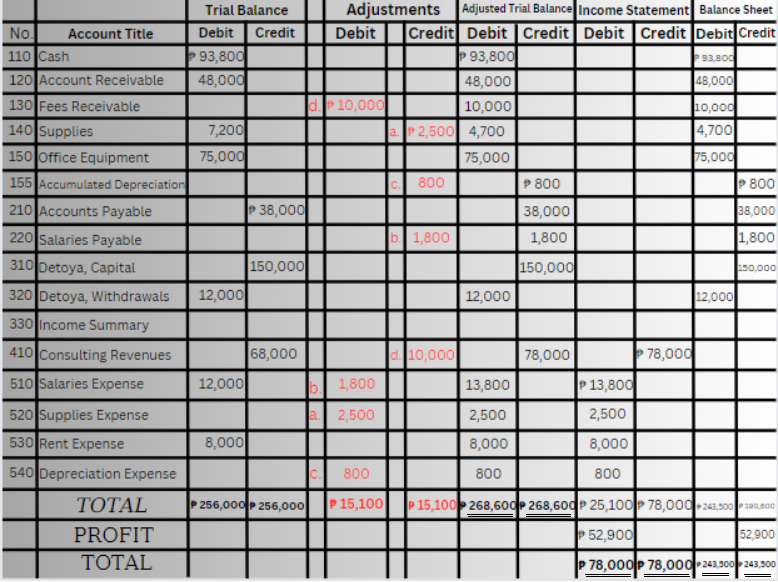 Trial Balance Adjustments Adjusted Trial Balance Income Statement Balance Sheet
No. Account Title Debit Credit Debit Credit Debit Credit Debit Credit Debit Credit
110 Cash ₱ 93,800 ₱ 93,800 ₱ 93,800
120 Account Receivable 48,000 48,000 48,000
130 Fees Receivable d. ₱ 10,000 10,000 10,000
140 Supplies 7,200 a. ₱ 2,500 4,700 4,700
150 Office Equipment 75,000 75,000 75,000
155 Accumulated Depreciation c. 800 ₱ 800 ₱ 800
210 Accounts Payable ₱ 38,000 38,000 38,000
220 Salaries Payable b. 1,800 1,800 1,800
310 Detoya, Capital 150,000 150,000 150,000
320 Detoya, Withdrawals 12,000 12,000 12,000
330 Income Summary
410 Consulting Revenues 68,000 d. 10,000 78,000 ₱ 78,000
510 Salaries Expense 12,000 b. 1,800 13,800 ₱ 13,800
520 Supplies Expense a. 2,500 2,500 2,500
530 Rent Expense 8,000 8,000 8,000
540 Depreciation Expense c. 800 800 800
TOTAL ₱ 256,000 ₱ 256,000 ₱ 15,100 ₱ 15,100 ₱ 268,600 ₱ 268,600 ₱ 25,100 ₱ 78,000 ₱ 243,500 ₱ 190,600
PROFIT ₱ 52,900 52,900
TOTAL ₱ 78,000 ₱ 78,000 ₱ 243,500 ₱ 243,500